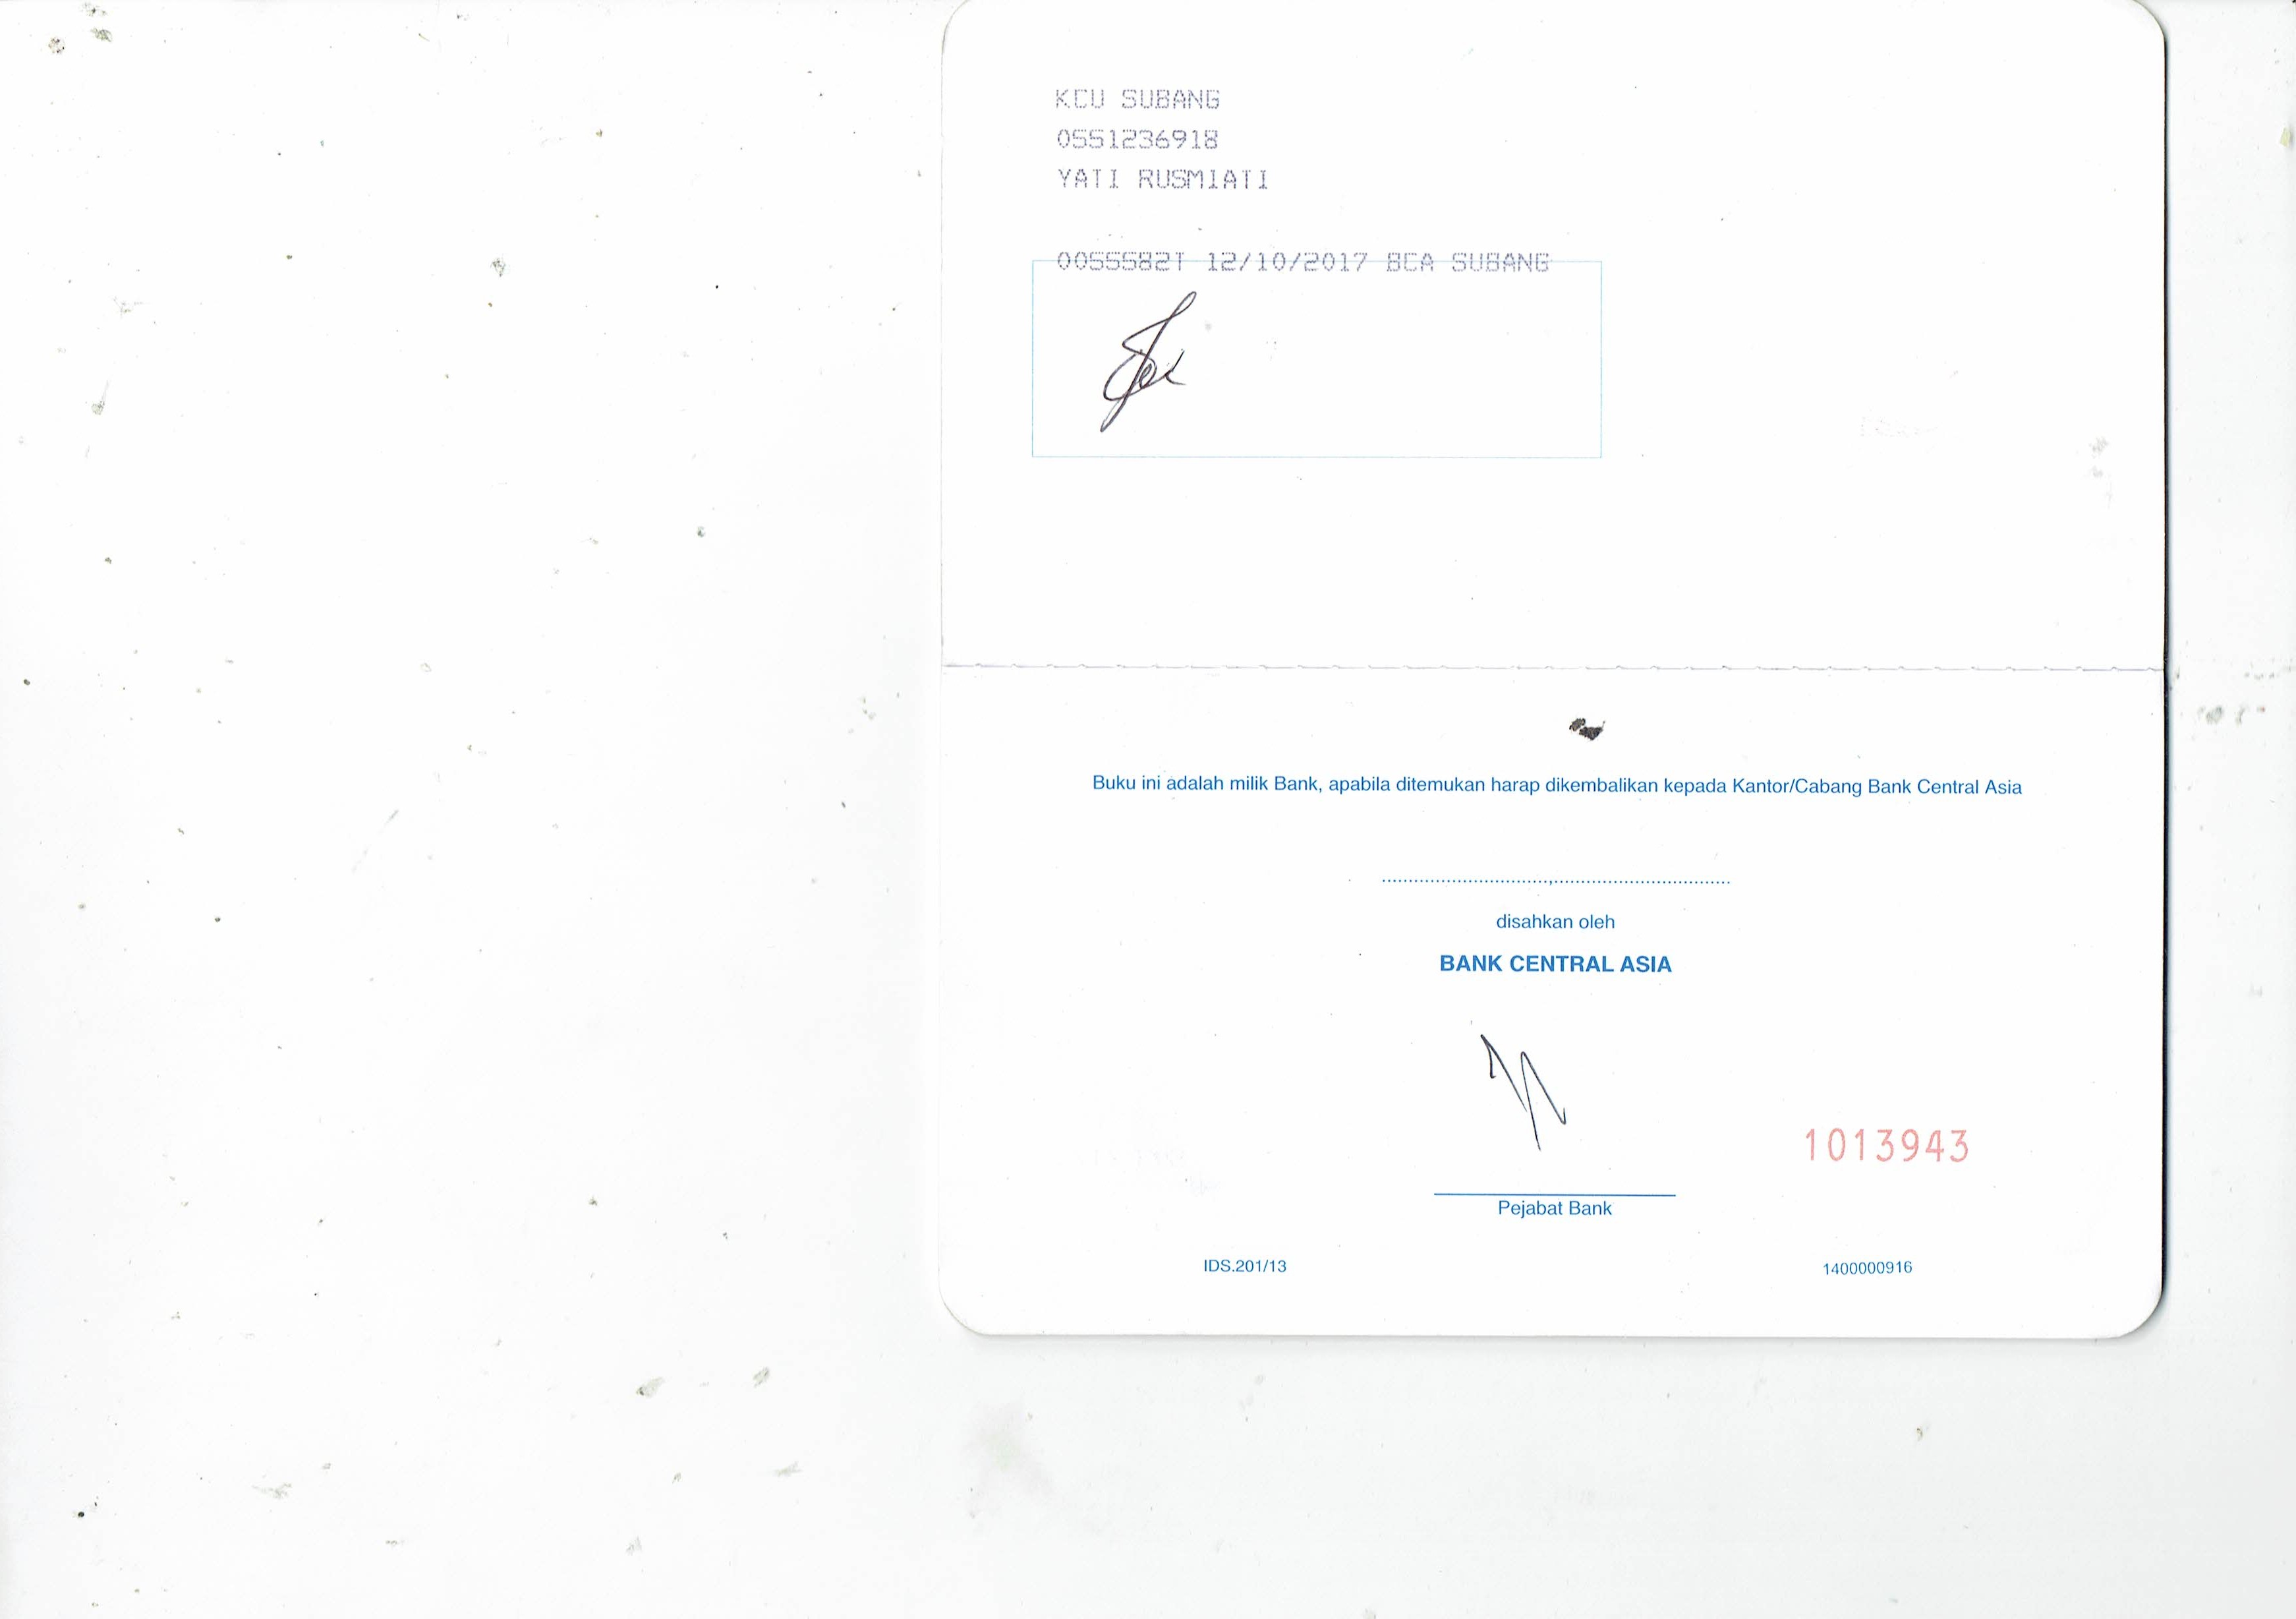 KCU SUBANG
0551236918
YATI RUSMIATI
0055582T 12/10/2017 BCA SUBANG
Buku ini adalah milik Bank, apabila ditemukan harap dikembalikan kepada Kantor/Cabang Bank Central Asia
......................................,......................................
disahkan oleh
BANK CENTRAL ASIA
1013943
Pejabat Bank
IDS.201/13 1400000916